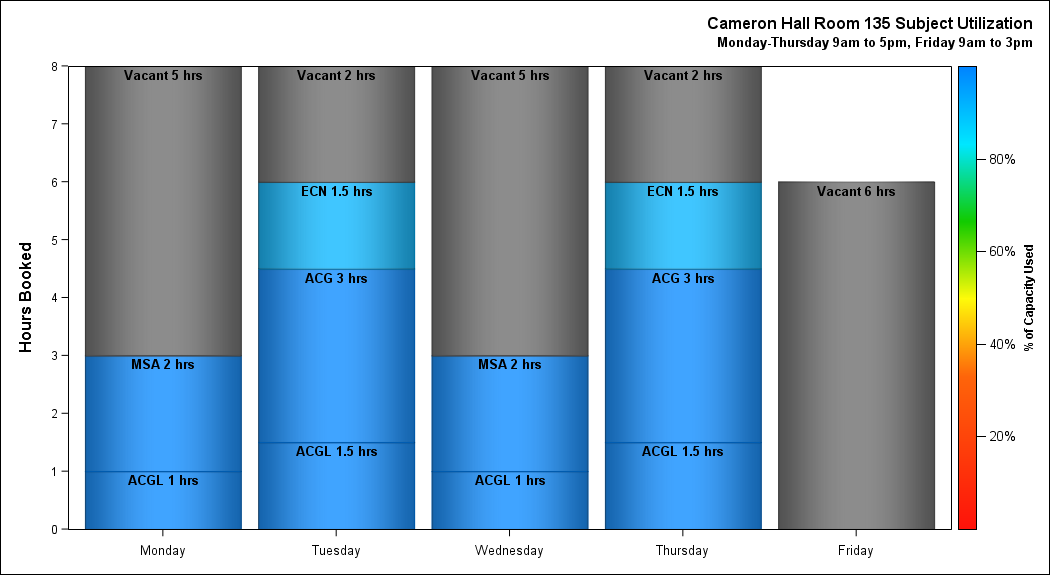 Cameron Hall Room 135 Subject Utilization
Monday-Thursday 9am to 5pm, Friday 9am to 3pm
Hours Booked
8
7
6
5
4
3
2
1
0
Vacant 5 hrs
MSA 2 hrs
ACGL 1 hrs
Monday
Vacant 2 hrs
ECN 1.5 hrs
ACG 3 hrs
ACGL 1.5 hrs
Tuesday
Vacant 5 hrs
MSA 2 hrs
ACGL 1 hrs
Wednesday
Vacant 2 hrs
ECN 1.5 hrs
ACG 3 hrs
ACGL 1.5 hrs
Thursday
Vacant 6 hrs
Friday
80%
60%
40%
20%
% of Capacity Used